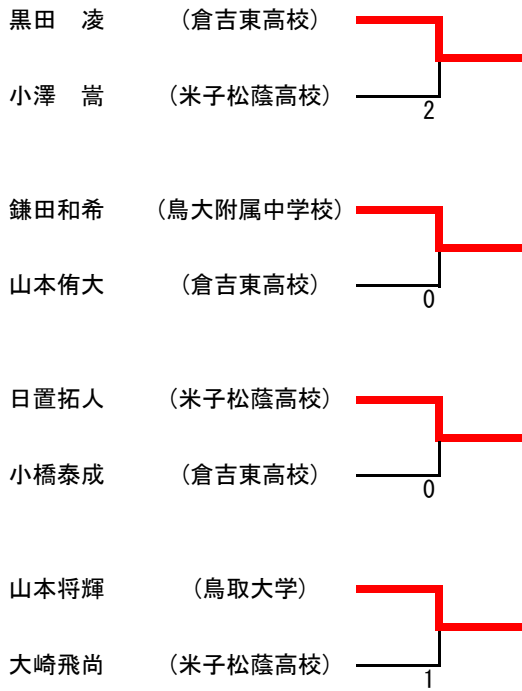 黒田　凌　（倉吉東高校）
小澤　嵩　（米子松蔭高校）
2
鎌田和希　（鳥大附属中学校）
山本侑大　（倉吉東高校）
0
日置拓人　（米子松蔭高校）
小橋泰成　（倉吉東高校）
0
山本将輝　（鳥取大学）
大崎飛尚　（米子松蔭高校）
1